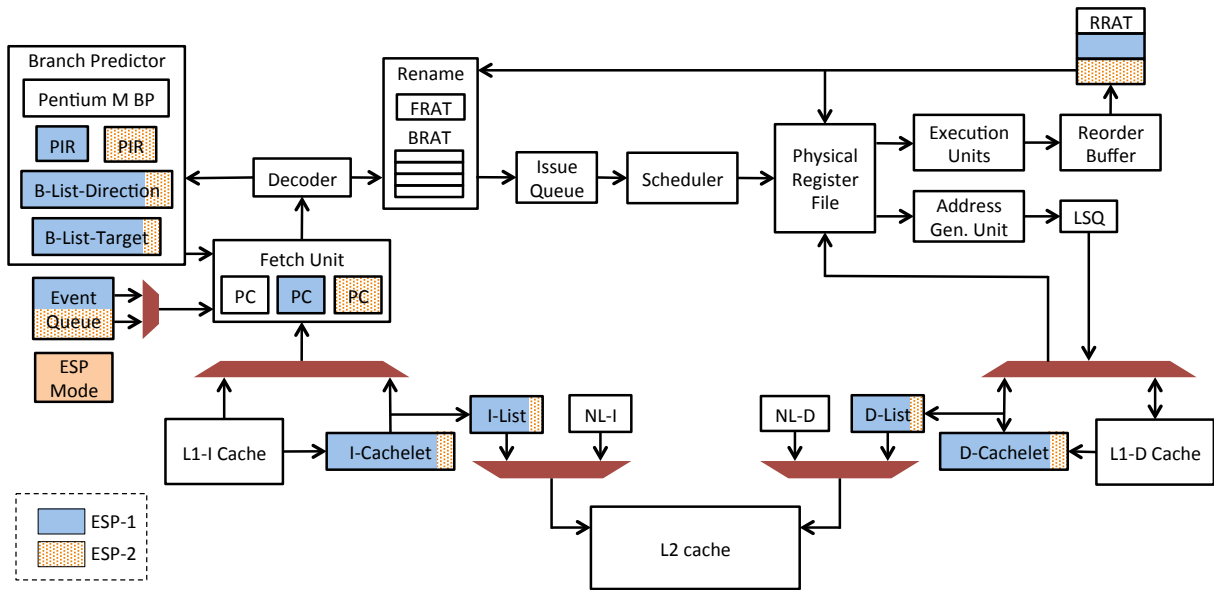 RRAT
Branch Predictor
Pentium M BP
PIR
PIR
B-List-Direction
B-List-Target
Decoder
Rename
FRAT
BRAT
Issue
Queue
Scheduler
Physical
Register
File
Execution
Units
Reorder
Buffer
Address
Gen. Unit
LSQ
Fetch Unit
PC
PC
PC
Event
Queue
ESP
Mode
L1-I Cache
I-Cachelet
I-List
NL-I
NL-D
D-List
D-Cachelet
L1-D Cache
L2 cache
ESP-1
ESP-2